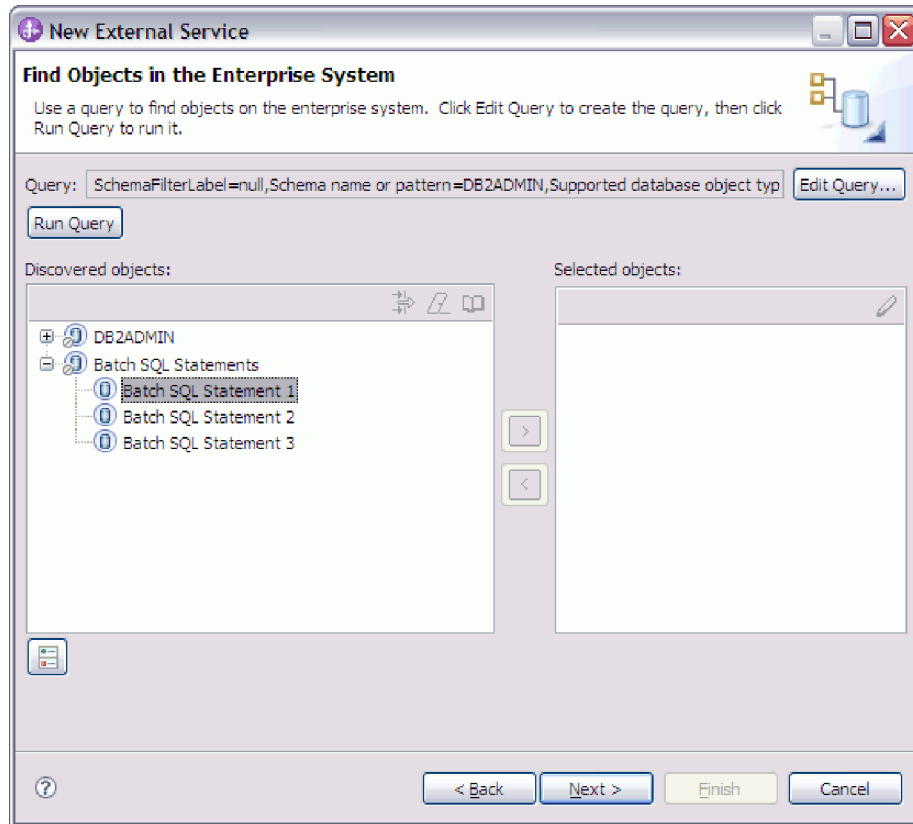 New External Service
Find Objects in the Enterprise System
Use a query to find objects on the enterprise system. Click Edit Query to create the query, then click
Run Query to run it.
Query: SchemaFilterLabel=null,Schema name or pattern=DB2ADMIN,Supported database object typ Edit Query...
Run Query
Discovered objects: Selected objects:
DB2ADMIN
Batch SQL Statements
Batch SQL Statement 1
Batch SQL Statement 2
Batch SQL Statement 3
>
<
? < Back Next > Finish Cancel